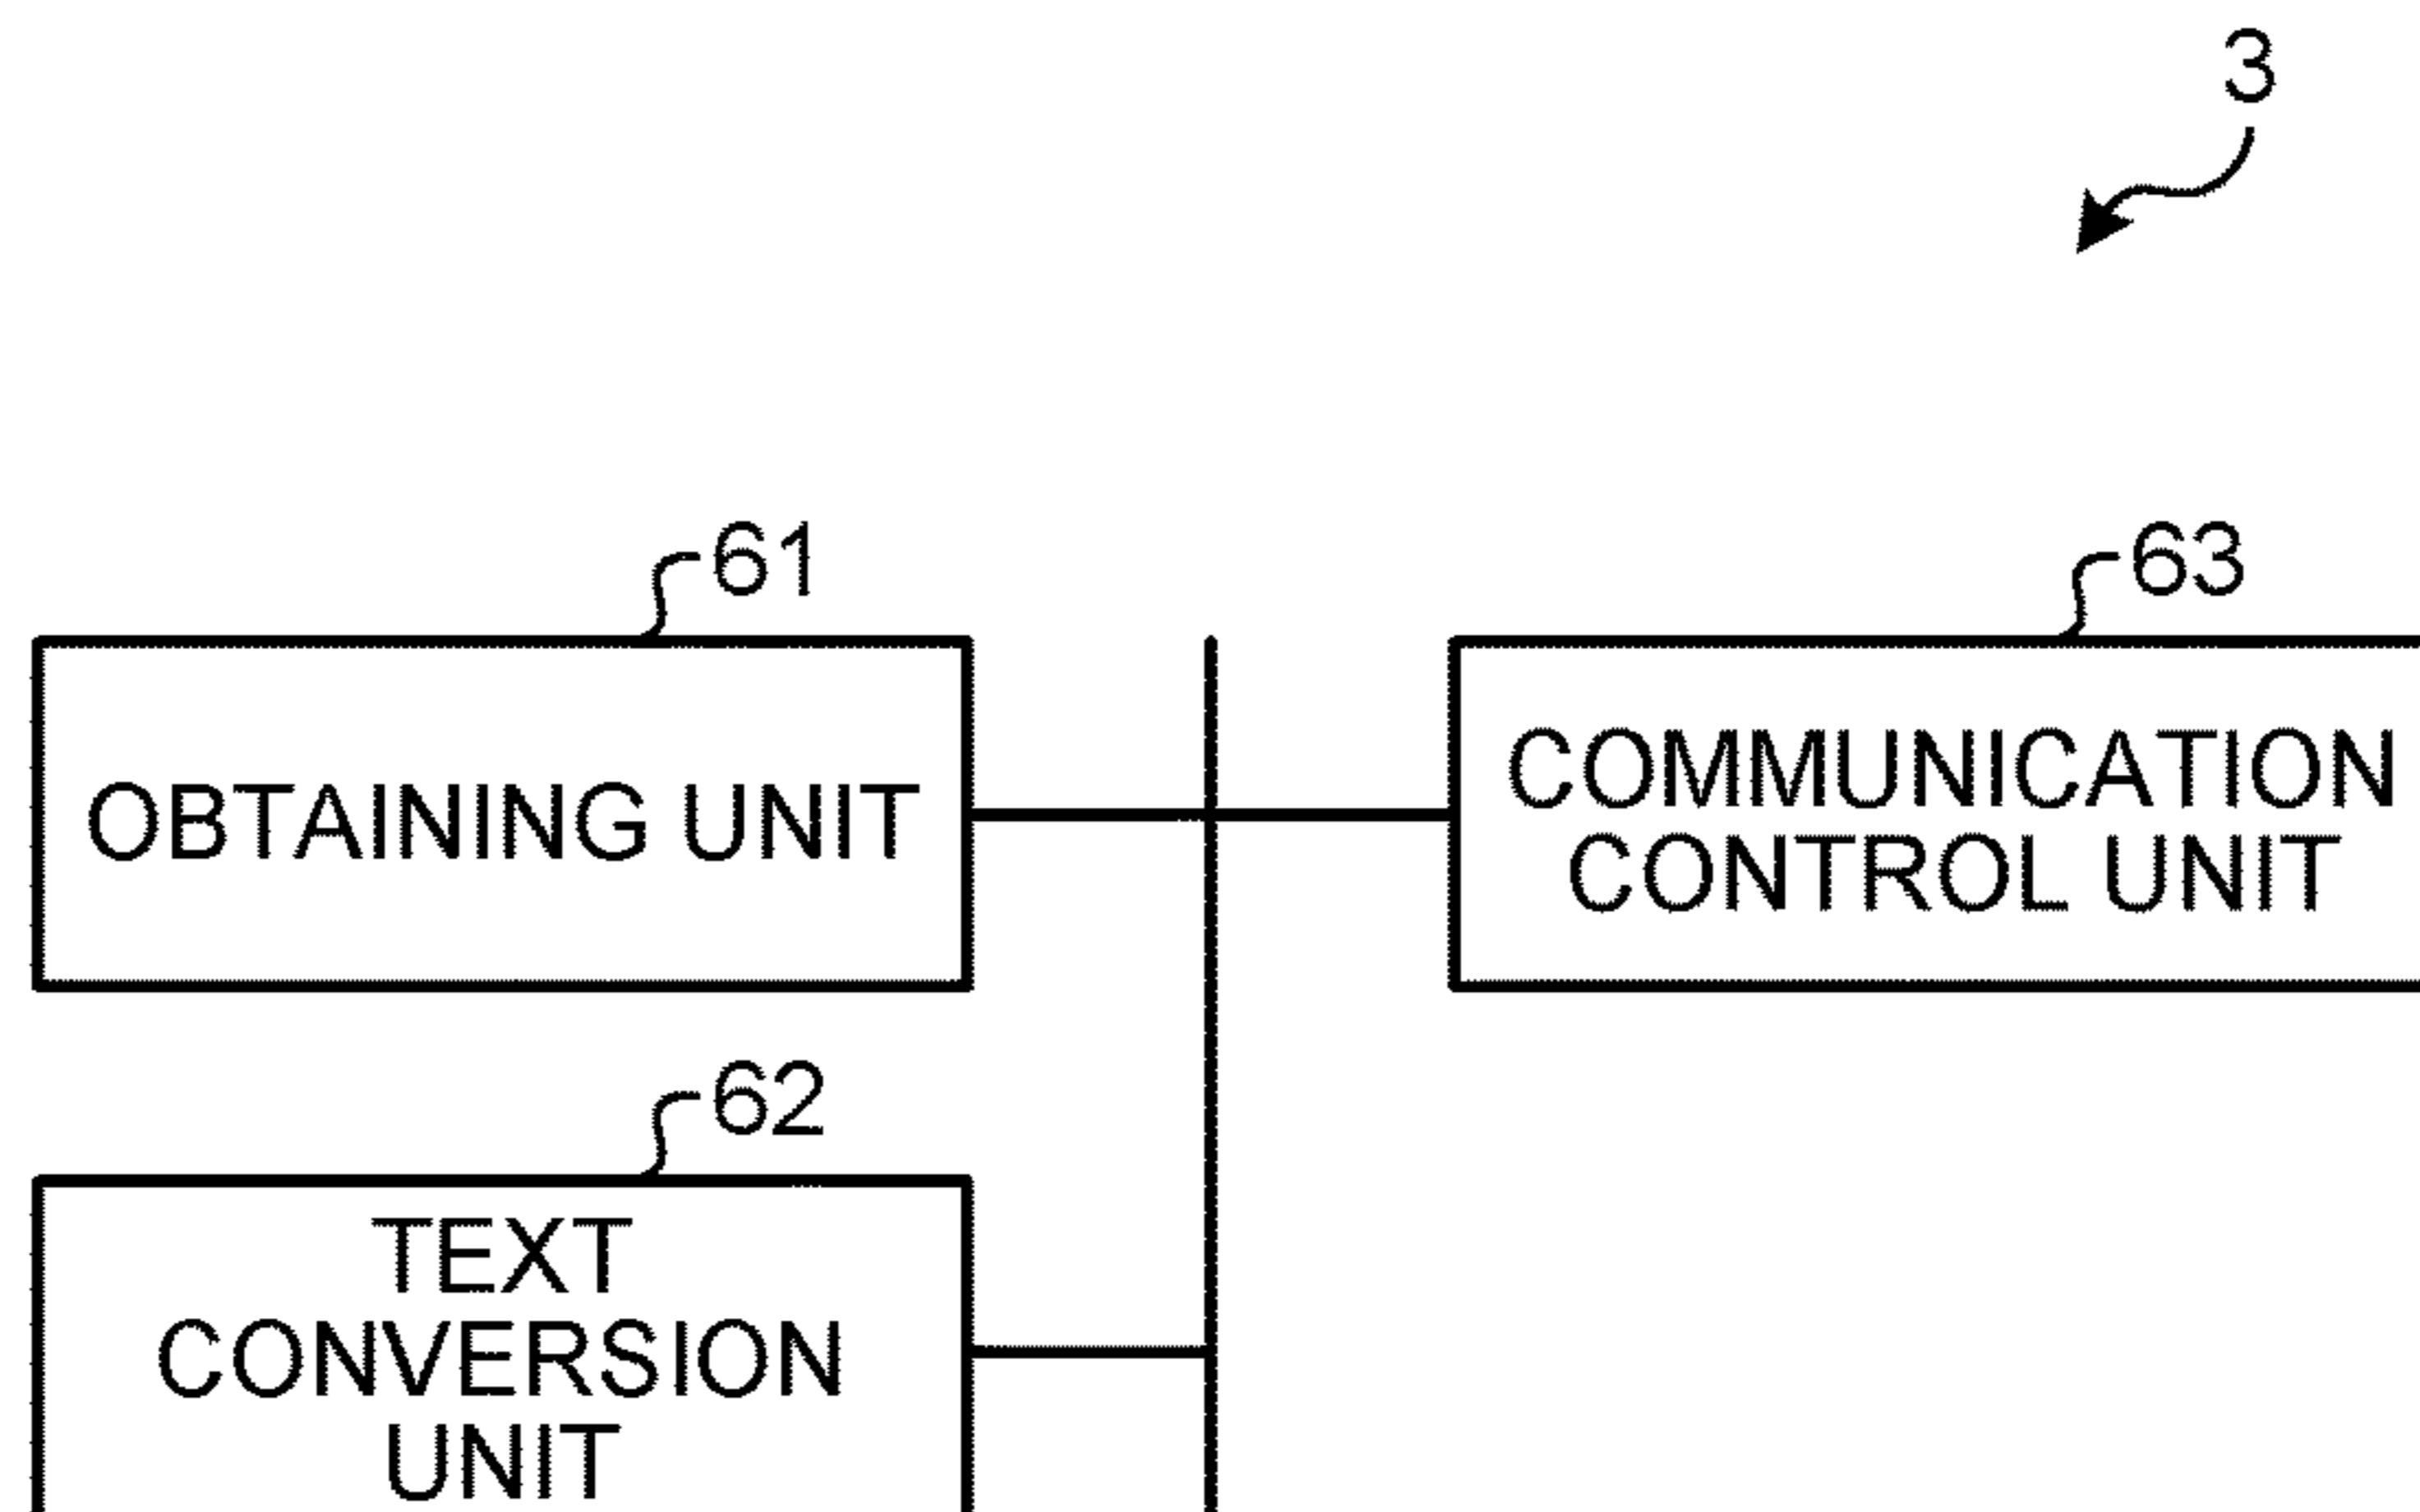 3
61
OBTAINING UNIT
63
COMMUNICATION
CONTROL UNIT
62
TEXT
CONVERSION
UNIT